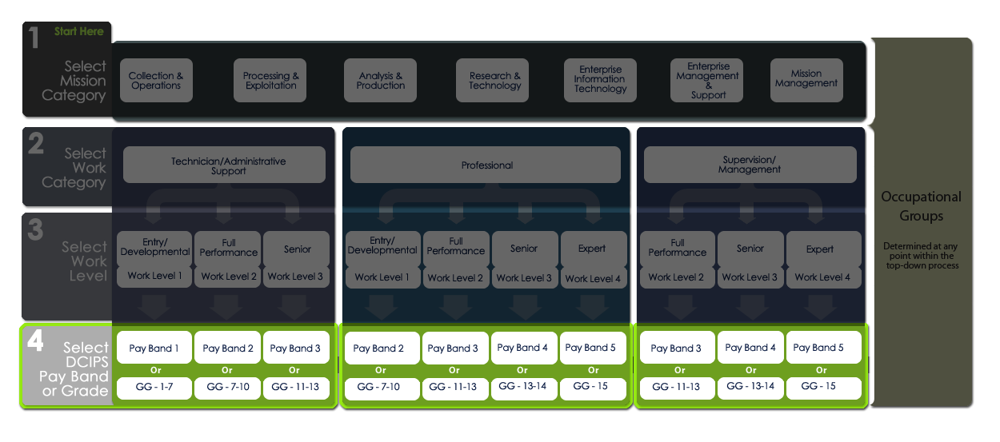 1 Start Here
Select
Mission
Category
Collection &
Operations
Processing &
Exploitation
Analysis &
Production
Research &
Technology
Enterprise
Information
Technology
Enterprise
Management
&
Support
Mission
Management
2
Select
Work
Category
Technician/Administrative
Support
Professional
Supervision/
Management
3
Select
Work
Level
Entry/
Developmental
Work Level 1
Full
Performance
Work Level 2
Senior
Work Level 3
Entry/
Developmental
Work Level 1
Full
Performance
Work Level 2
Senior
Work Level 3
Expert
Work Level 4
Full
Performance
Work Level 2
Senior
Work Level 3
Expert
Work Level 4
4
Select
DCIPS
Pay Band
or Grade
Pay Band 1
Or
GG - 1-7
Pay Band 2
Or
GG - 7-10
Pay Band 3
Or
GG - 11-13
Pay Band 2
Or
GG - 7-10
Pay Band 3
Or
GG - 11-13
Pay Band 4
Or
GG - 13-14
Pay Band 5
Or
GG - 15
Pay Band 3
Or
GG - 11-13
Pay Band 4
Or
GG - 13-14
Pay Band 5
Or
GG - 15
Occupational
Groups
Determined at any
point within the
top-down process